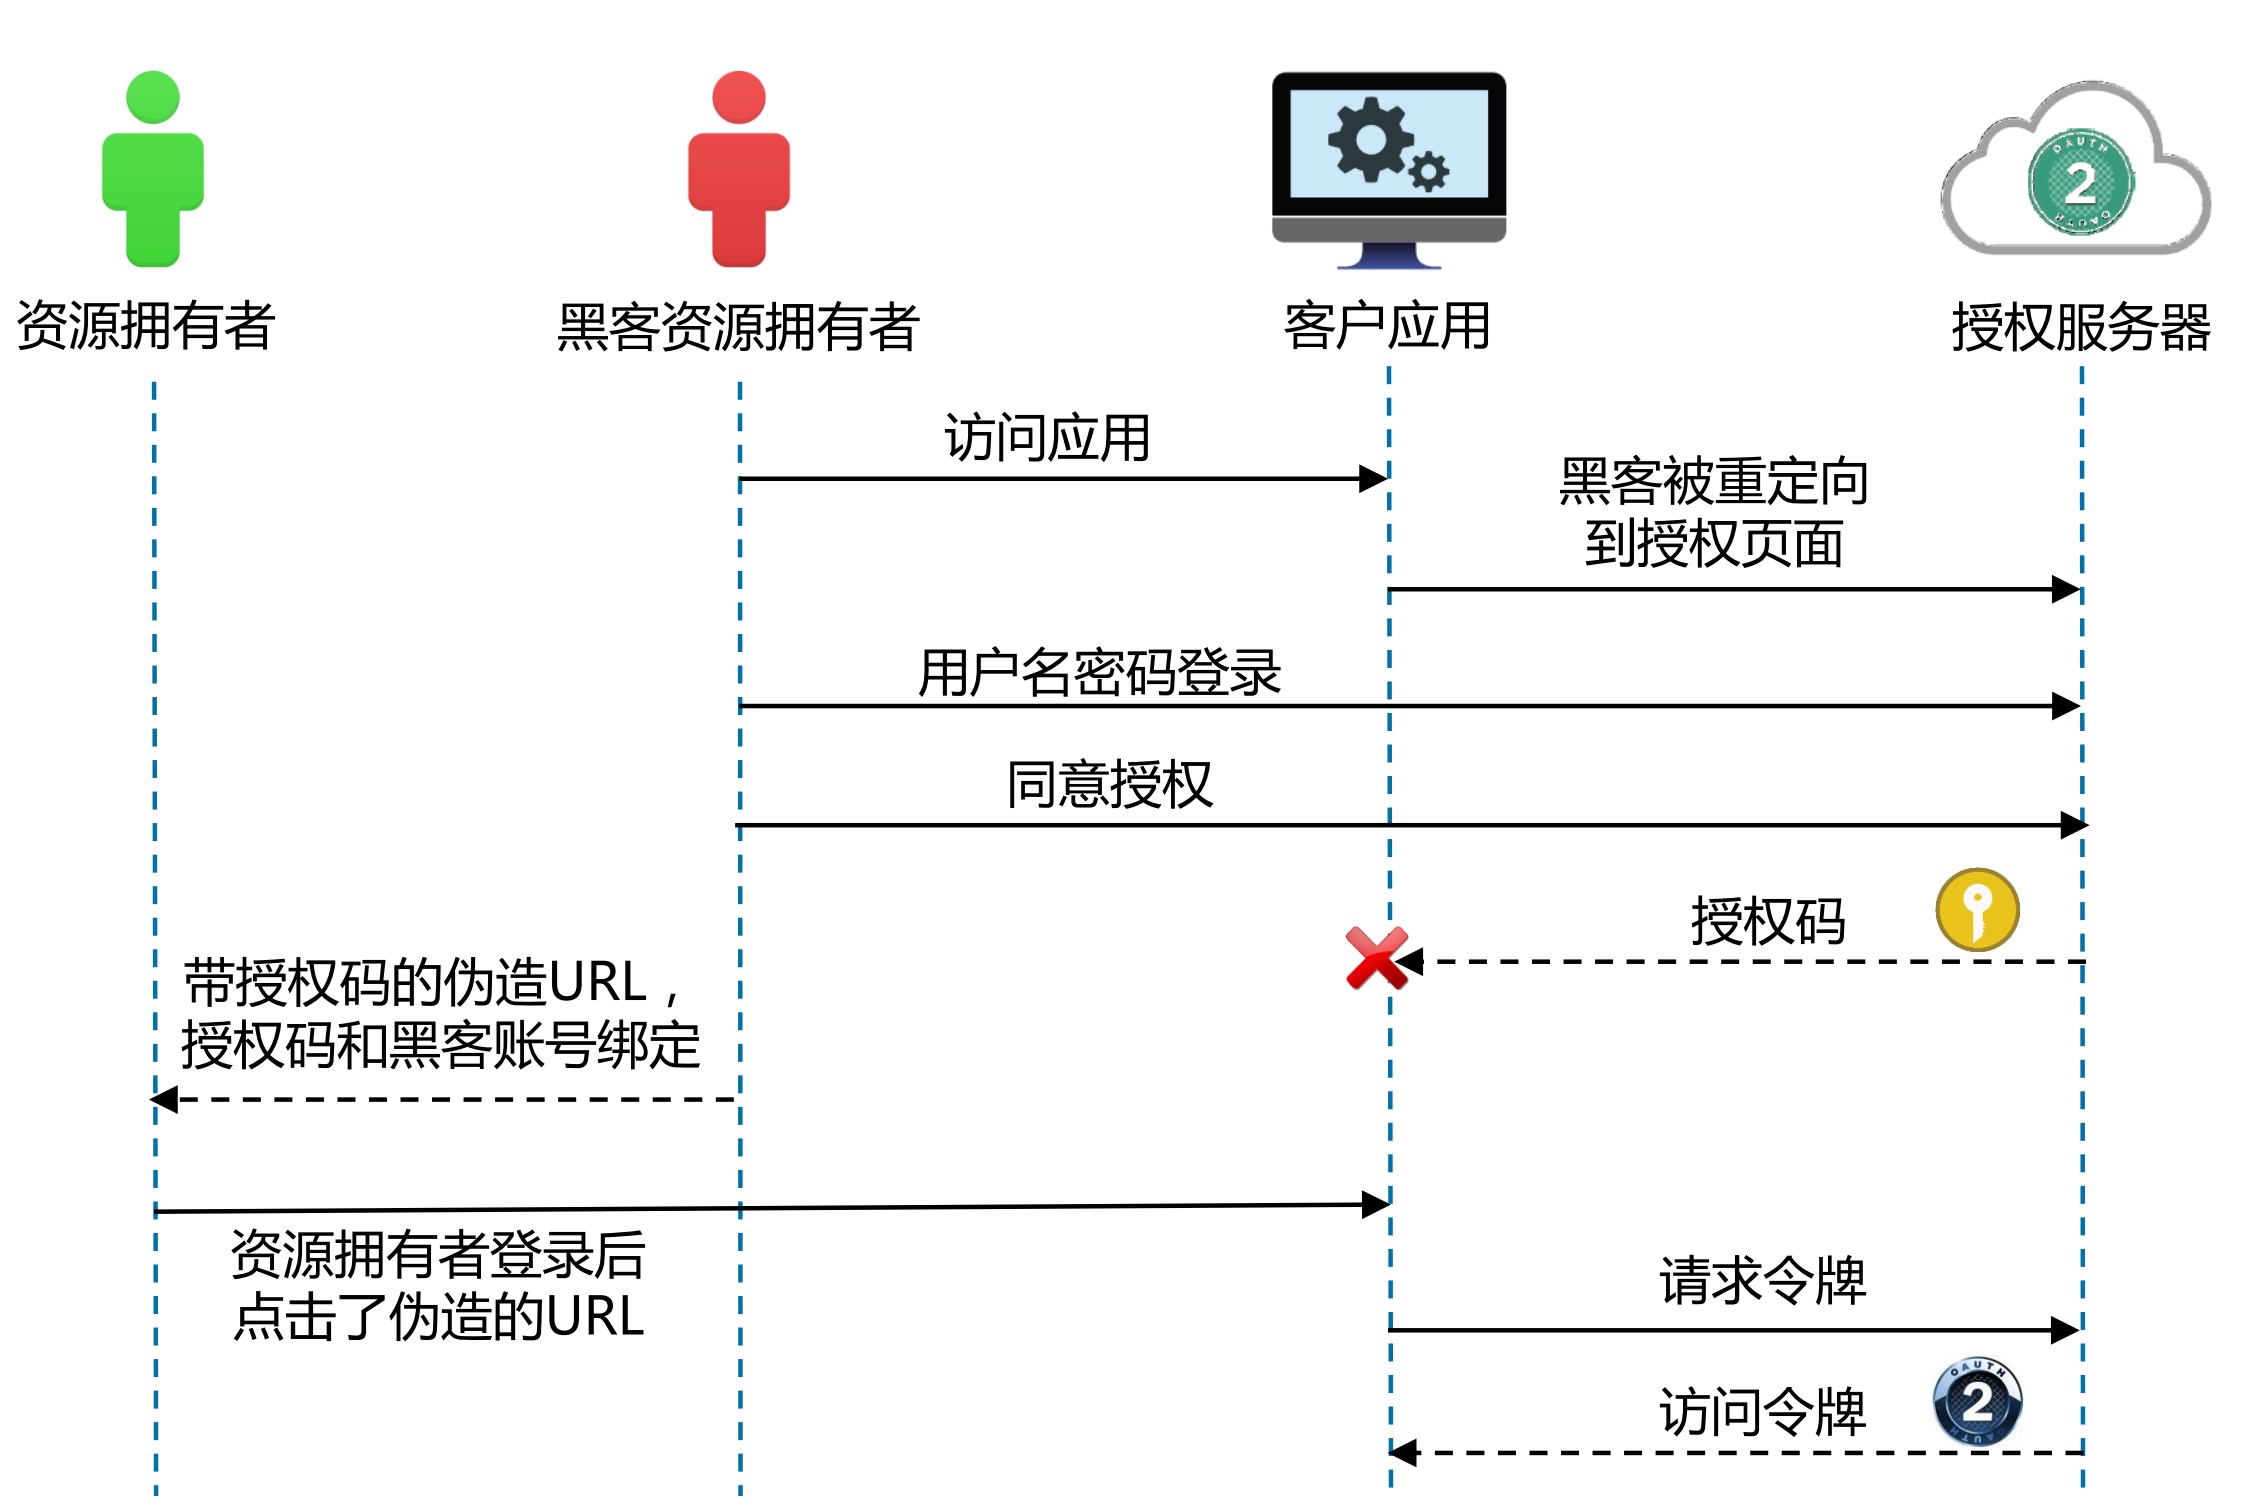 OAUTH
2
OAUTH
资源拥有者
黑客资源拥有者
客户应用
授权服务器
访问应用
黑客被重定向
到授权页面
用户名密码登录
同意授权
授权码
带授权码的伪造URL，
授权码和黑客账号绑定
资源拥有者登录后
点击了伪造的URL
请求令牌
访问令牌
OAUTH
2
OAUTH